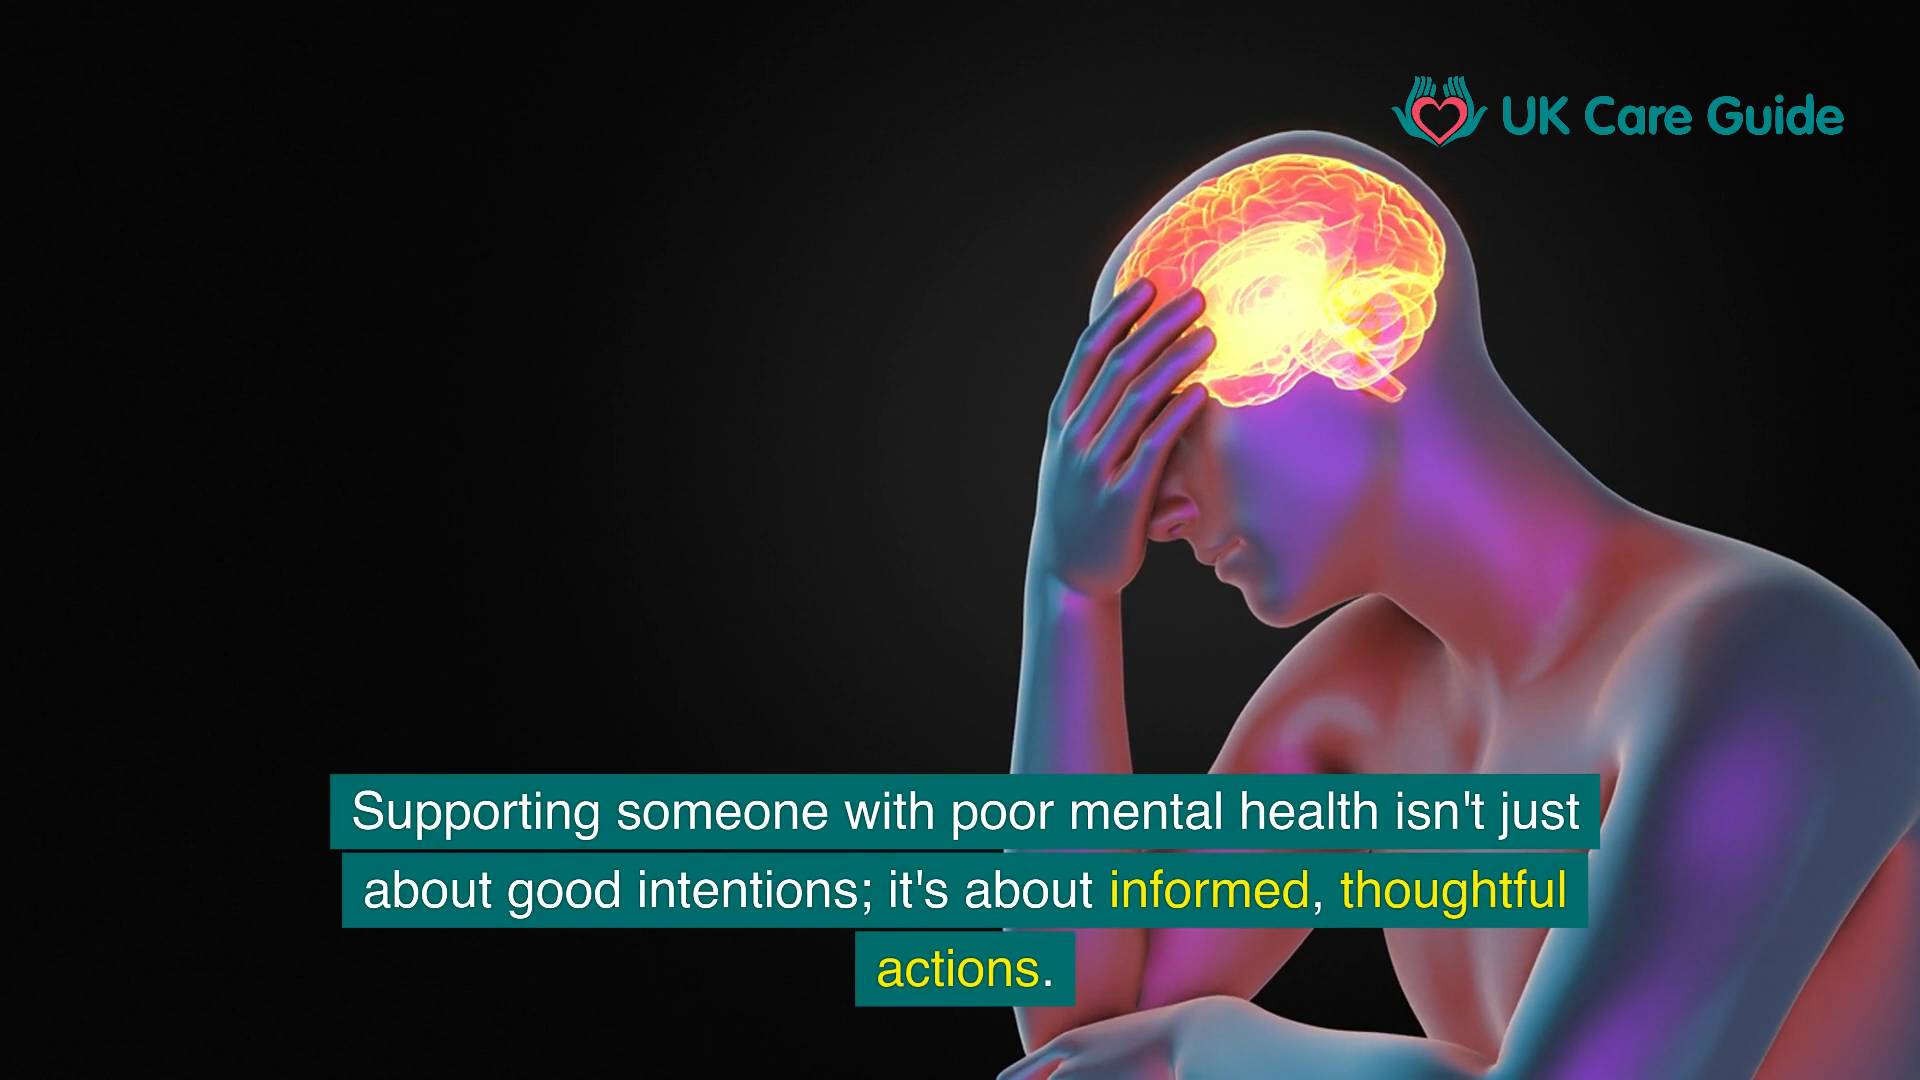 UK Care Guide
Supporting someone with poor mental health isn't just
about good intentions; it's about informed, thoughtful
actions.